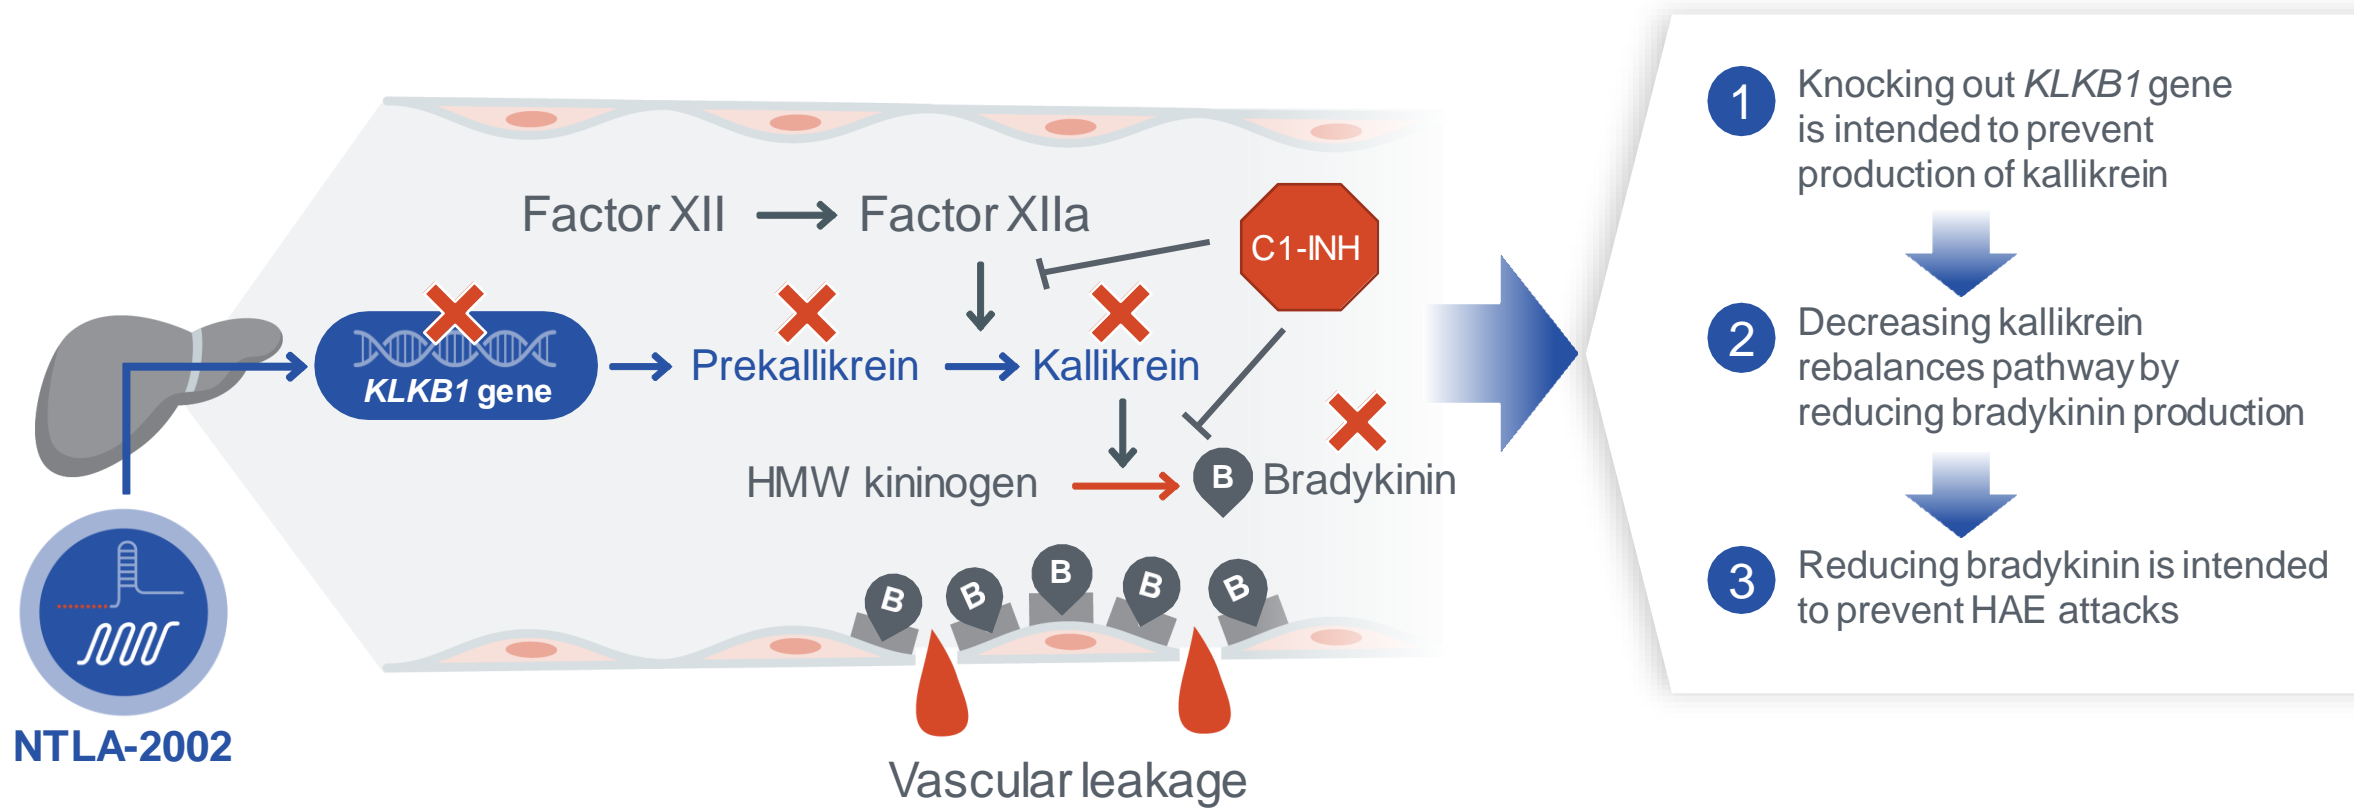 Factor XII
Factor XIIa
C1-INH
KLKB1 gene
Prekallikrein
Kallikrein
HMW kininogen
B
Bradykinin
B
B
B
B
B
Vascular leakage
NTLA-2002
1
Knocking out KLKB1 gene
is intended to prevent
production of kallikrein
2
Decreasing kallikrein
rebalances pathway by
reducing bradykinin production
3
Reducing bradykinin is intended
to prevent HAE attacks